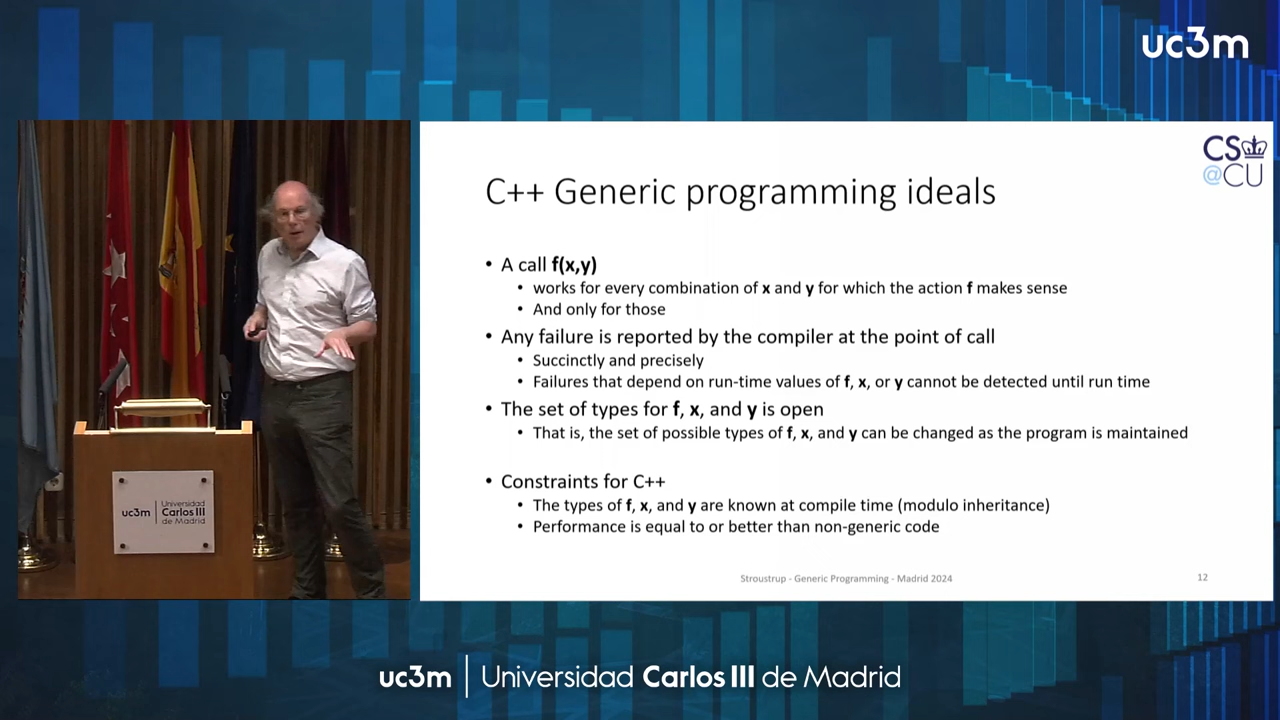 uc3m
CS
@CU
C++ Generic programming ideals
• A call f(x,y)
• works for every combination of x and y for which the action f makes sense
• And only for those
• Any failure is reported by the compiler at the point of call
• Succinctly and precisely
• Failures that depend on run-time values of f, x, or y cannot be detected until run time
• The set of types for f, x, and y is open
• That is, the set of possible types of f, x, and y can be changed as the program is maintained
• Constraints for C++
• The types of f, x, and y are known at compile time (modulo inheritance)
• Performance is equal to or better than non-generic code
Stroustrup - Generic Programming - Madrid 2024
12
uc3m | Universidad
Carlos III
de Madrid
uc3m | Universidad Carlos III de Madrid